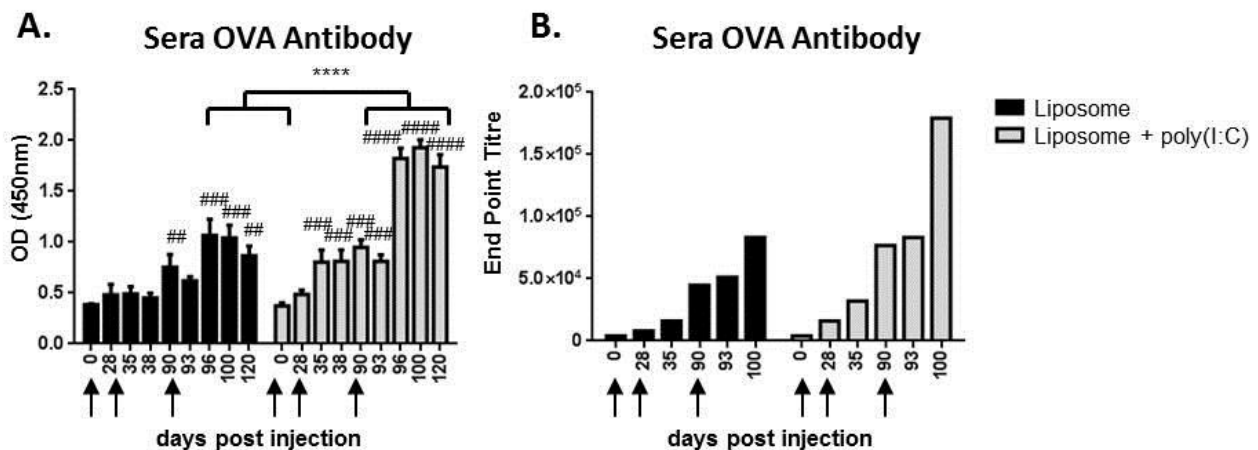 A.
Sera OVA Antibody
****
2.5
2.0
1.5
1.0
0.5
0.0
OD (450nm)
##
###
###
##
###
###
###
###
####
####
####
0 28 35 38 90 93 96 100 120 0 28 35 38 90 93 96 100 120
days post injection
B.
Sera OVA Antibody
2.0×10⁵
1.5×10⁵
1.0×10⁵
5.0×10⁴
0
End Point Titre
0 28 35 90 93 100 0 28 35 90 93 100
days post injection
Liposome
Liposome + poly(I:C)